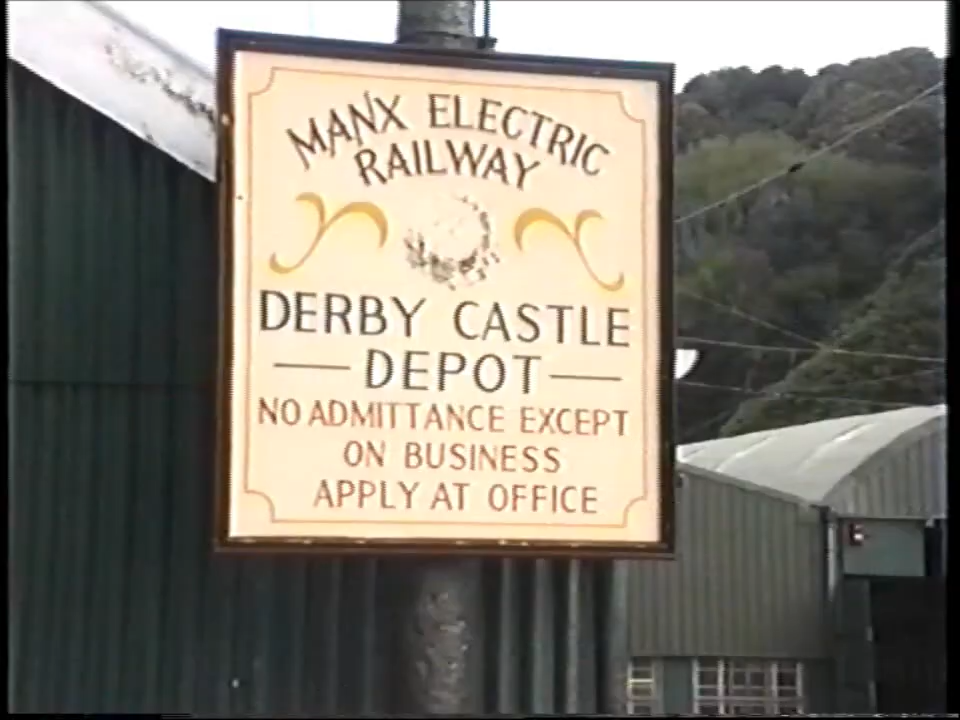 MANX ELECTRIC
RAILWAY
DERBY CASTLE
DEPOT
NO ADMITTANCE EXCEPT
ON BUSINESS
APPLY AT OFFICE